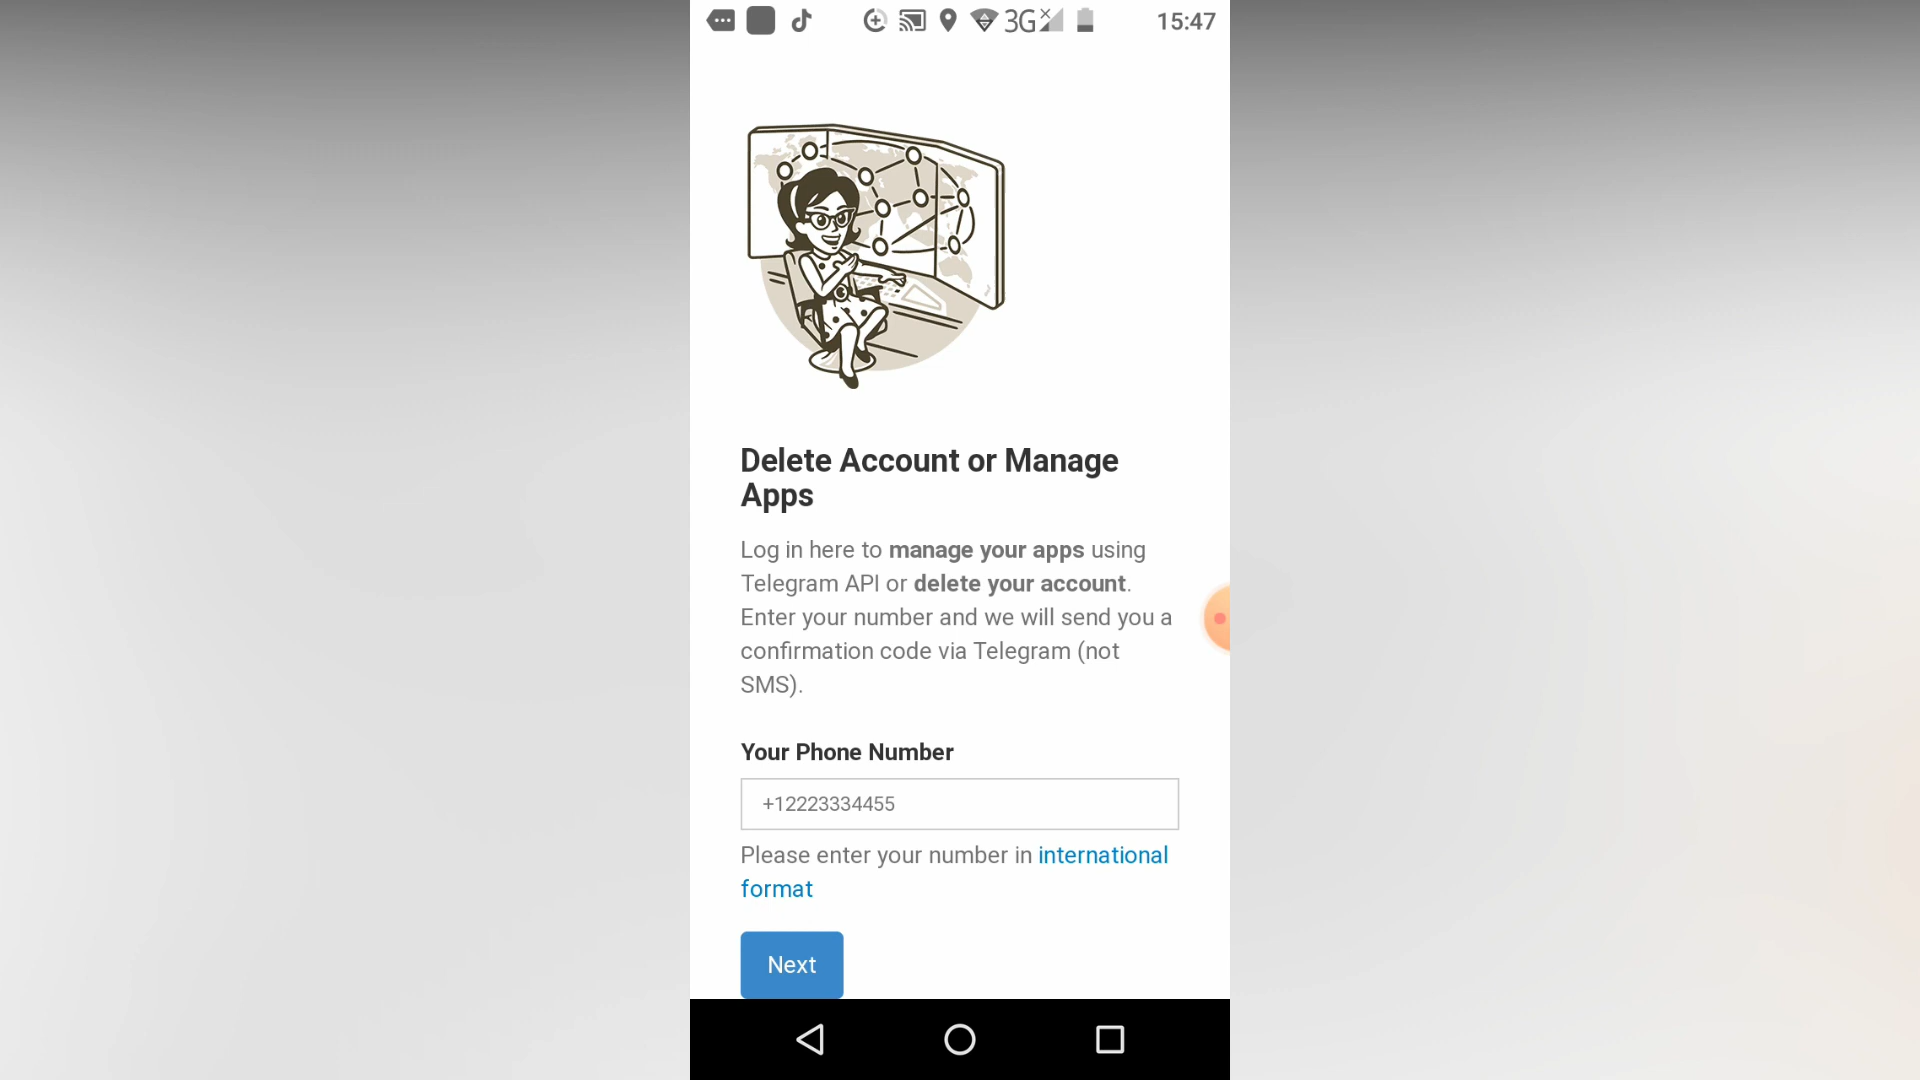 3G 15:47
Delete Account or Manage
Apps
Log in here to manage your apps using
Telegram API or delete your account.
Enter your number and we will send you a
confirmation code via Telegram (not
SMS).
Your Phone Number
+12223334455
Please enter your number in international
format
Next